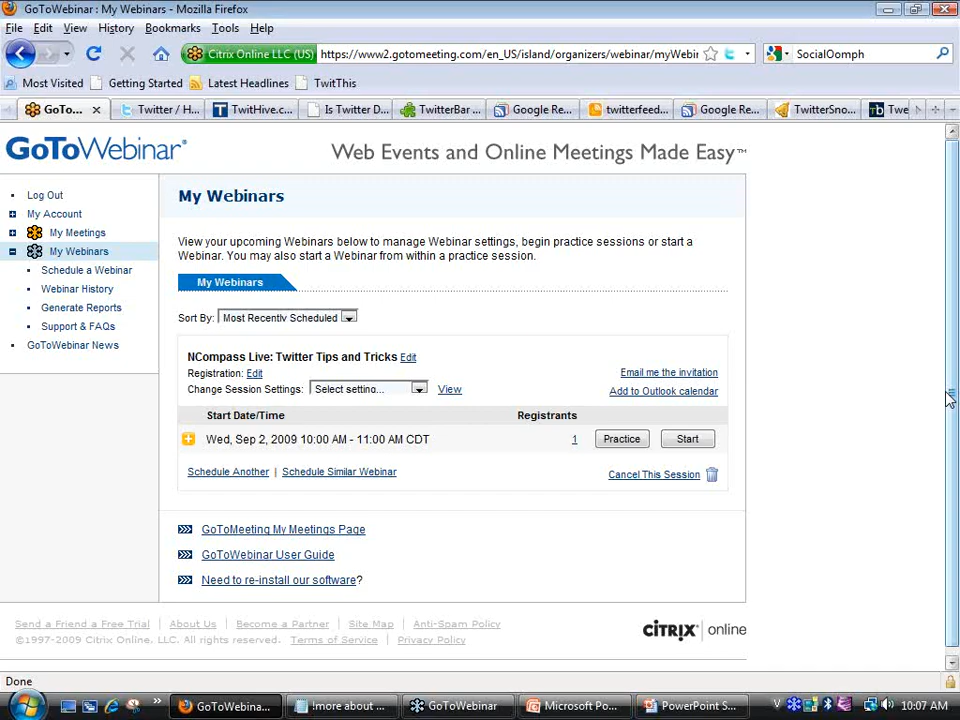 GoToWebinar : My Webinars - Mozilla Firefox
File Edit View History Bookmarks Tools Help
Citrix Online LLC (US) https://www2.gotomeeting.com/en_US/island/organizers/webinar/myWebir SocialOomph
Most Visited Getting Started Latest Headlines TwitThis
GoTo... Twitter / H... TwitHive.c... Is Twitter D... TwitterBar ... Google Re... twitterfeed... Google Re... TwitterSno... Twe
GoToWebinar® Web Events and Online Meetings Made Easy™
Log Out
My Account
My Meetings
My Webinars
Schedule a Webinar
Webinar History
Generate Reports
Support & FAQs
GoToWebinar News
My Webinars
View your upcoming Webinars below to manage Webinar settings, begin practice sessions or start a
Webinar. You may also start a Webinar from within a practice session.
My Webinars
Sort By: Most Recently Scheduled
NCompass Live: Twitter Tips and Tricks Edit
Registration: Edit
Change Session Settings: Select setting... View
Email me the invitation
Add to Outlook calendar
Start Date/Time Registrants
Wed, Sep 2, 2009 10:00 AM - 11:00 AM CDT 1 Practice Start
Schedule Another | Schedule Similar Webinar Cancel This Session
GoToMeeting My Meetings Page
GoToWebinar User Guide
Need to re-install our software?
Send a Friend a Free Trial About Us Become a Partner Site Map Anti-Spam Policy
©1997-2009 Citrix Online, LLC. All rights reserved. Terms of Service Privacy Policy
CİTRIX® online
Done
GoToWebina... !more about ... GoToWebinar Microsoft Po... PowerPoint S... V 10:07 AM